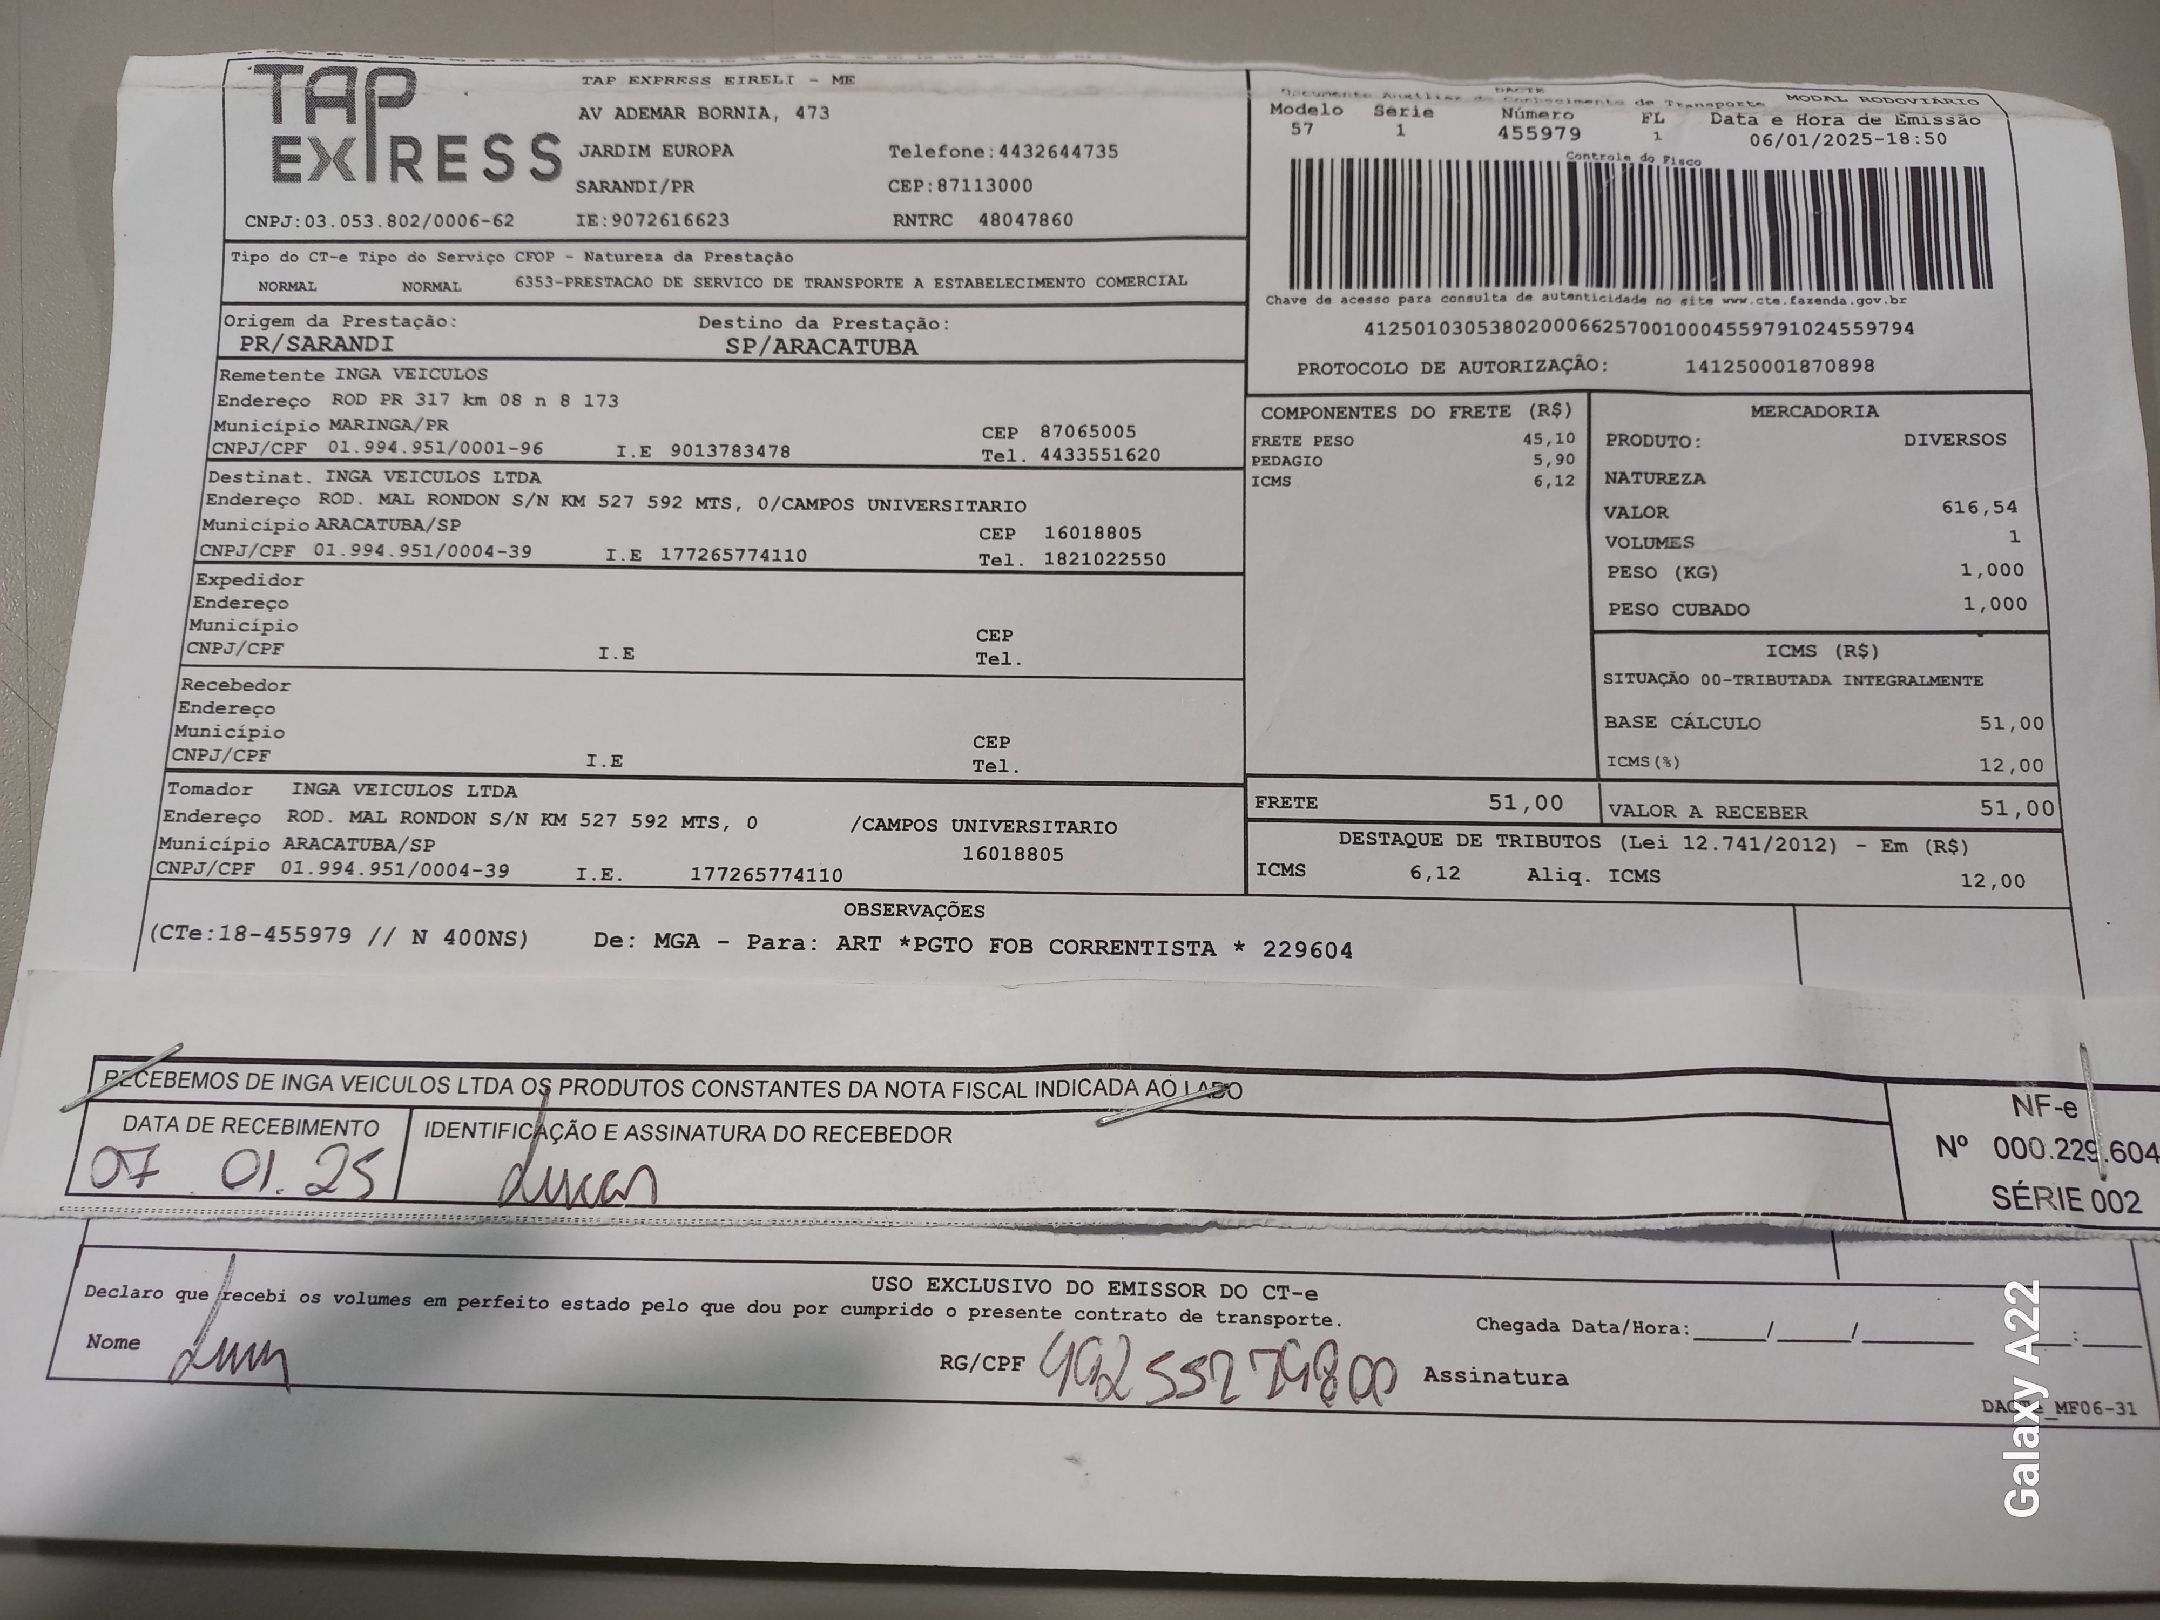 TAP EXPRESS
TAP EXPRESS EIRELI - ME
AV ADEMAR BORNIA, 473
JARDIM EUROPA Telefone:4432644735
SARANDI/PR CEP:87113000
CNPJ:03.053.802/0006-62 IE:9072616623 RNTRC 48047860
DACTE
Documento Auxiliar do Conhecimento de Transporte MODAL RODOVIÁRIO
Modelo Série Número FL Data e Hora de Emissão
57 1 455979 1 06/01/2025-18:50
Controle do Fisco
Chave de acesso para consulta de autenticidade no site www.cte.fazenda.gov.br
41250103053802000662570010004559791024559794
PROTOCOLO DE AUTORIZAÇÃO: 141250001870898
Tipo do CT-e Tipo do Serviço CFOP - Natureza da Prestação
NORMAL NORMAL 6353-PRESTACAO DE SERVICO DE TRANSPORTE A ESTABELECIMENTO COMERCIAL
Origem da Prestação: Destino da Prestação:
PR/SARANDI SP/ARACATUBA
Remetente INGA VEICULOS
Endereço ROD PR 317 km 08 n 8 173
Município MARINGA/PR CEP 87065005
CNPJ/CPF 01.994.951/0001-96 I.E 9013783478 Tel. 4433551620
Destinat. INGA VEICULOS LTDA
Endereço ROD. MAL RONDON S/N KM 527 592 MTS, 0/CAMPOS UNIVERSITARIO
Município ARACATUBA/SP CEP 16018805
CNPJ/CPF 01.994.951/0004-39 I.E 177265774110 Tel. 1821022550
Expedidor
Endereço
Município CEP
CNPJ/CPF I.E Tel.
Recebedor
Endereço
Município CEP
CNPJ/CPF I.E Tel.
Tomador INGA VEICULOS LTDA
Endereço ROD. MAL RONDON S/N KM 527 592 MTS, 0 /CAMPOS UNIVERSITARIO
Município ARACATUBA/SP 16018805
CNPJ/CPF 01.994.951/0004-39 I.E. 177265774110
COMPONENTES DO FRETE (R$)
FRETE PESO 45,10
PEDAGIO 5,90
ICMS 6,12
MERCADORIA
PRODUTO: DIVERSOS
NATUREZA
VALOR 616,54
VOLUMES 1
PESO (KG) 1,000
PESO CUBADO 1,000
ICMS (R$)
SITUAÇÃO 00-TRIBUTADA INTEGRALMENTE
BASE CÁLCULO 51,00
ICMS(%) 12,00
FRETE 51,00 VALOR A RECEBER 51,00
DESTAQUE DE TRIBUTOS (Lei 12.741/2012) - Em (R$)
ICMS 6,12 Aliq. ICMS 12,00
OBSERVAÇÕES
(CTe:18-455979 // N 400NS) De: MGA - Para: ART *PGTO FOB CORRENTISTA * 229604
RECEBEMOS DE INGA VEICULOS LTDA OS PRODUTOS CONSTANTES DA NOTA FISCAL INDICADA AO LADO
DATA DE RECEBIMENTO IDENTIFICAÇÃO E ASSINATURA DO RECEBEDOR
07 01.25 Lucas
NF-e
Nº 000.229.604
SÉRIE 002
USO EXCLUSIVO DO EMISSOR DO CT-e
Declaro que recebi os volumes em perfeito estado pelo que dou por cumprido o presente contrato de transporte.
Chegada Data/Hora:_____/_____/_______ :
Nome RG/CPF 49255279800 Assinatura
DACTE_MF06-31
Galaxy A22